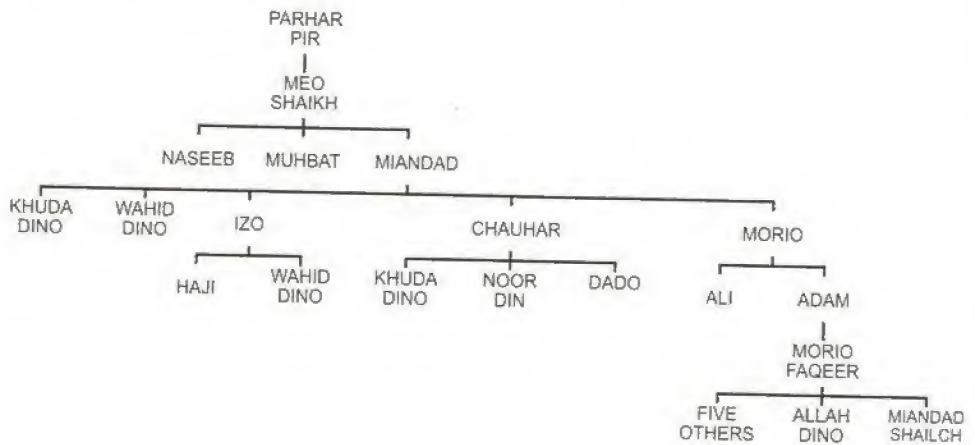 PARHAR
PIR
MEO
SHAIKH
NASEEB MUHBAT MIANDAD
KHUDA
DINO
WAHID
DINO
IZO
CHAUHAR
MORIO
HAJI
WAHID
DINO
KHUDA
DINO
NOOR
DIN
DADO
ALI
ADAM
MORIO
FAQEER
FIVE
OTHERS
ALLAH
DINO
MIANDAD
SHAILCH